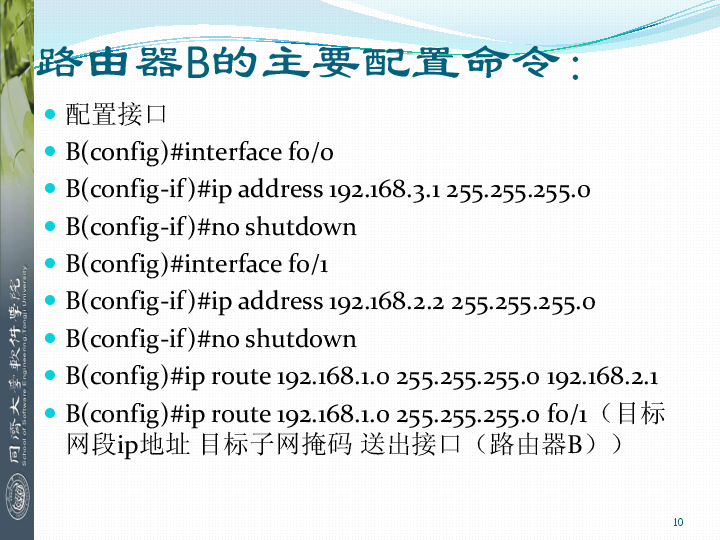 路由器B的主要配置命令：
配置接口
B(config)#interface f0/0
B(config-if)#ip address 192.168.3.1 255.255.255.0
B(config-if)#no shutdown
B(config)#interface f0/1
B(config-if)#ip address 192.168.2.2 255.255.255.0
B(config-if)#no shutdown
B(config)#ip route 192.168.1.0 255.255.255.0 192.168.2.1
B(config)#ip route 192.168.1.0 255.255.255.0 f0/1（目标
网段ip地址 目标子网掩码 送出接口（路由器B））
同济大学软件学院
School of Software Engineering, Tongji University
10